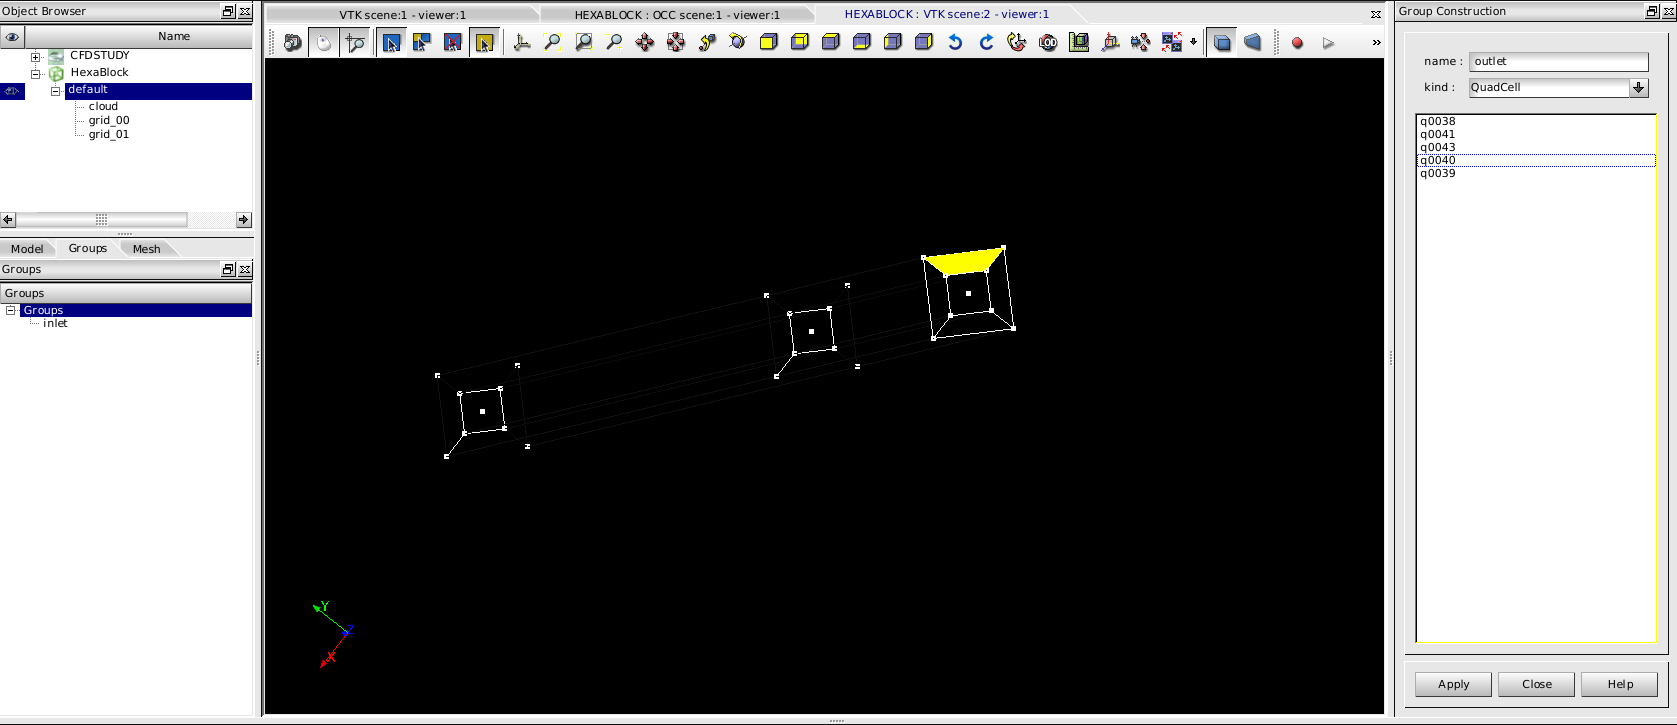 Object Browser
Name
CFDSTUDY
HexaBlock
default
cloud
grid_00
grid_01
Model Groups Mesh
Groups
Groups
Groups
inlet
VTK scene:1 - viewer:1 HEXABLOCK : OCC scene:1 - viewer:1 HEXABLOCK : VTK scene:2 - viewer:1
LOD
»
Y
Z
X
Group Construction
name : outlet
kind : QuadCell
q0038
q0041
q0043
q0040
q0039
Apply Close Help